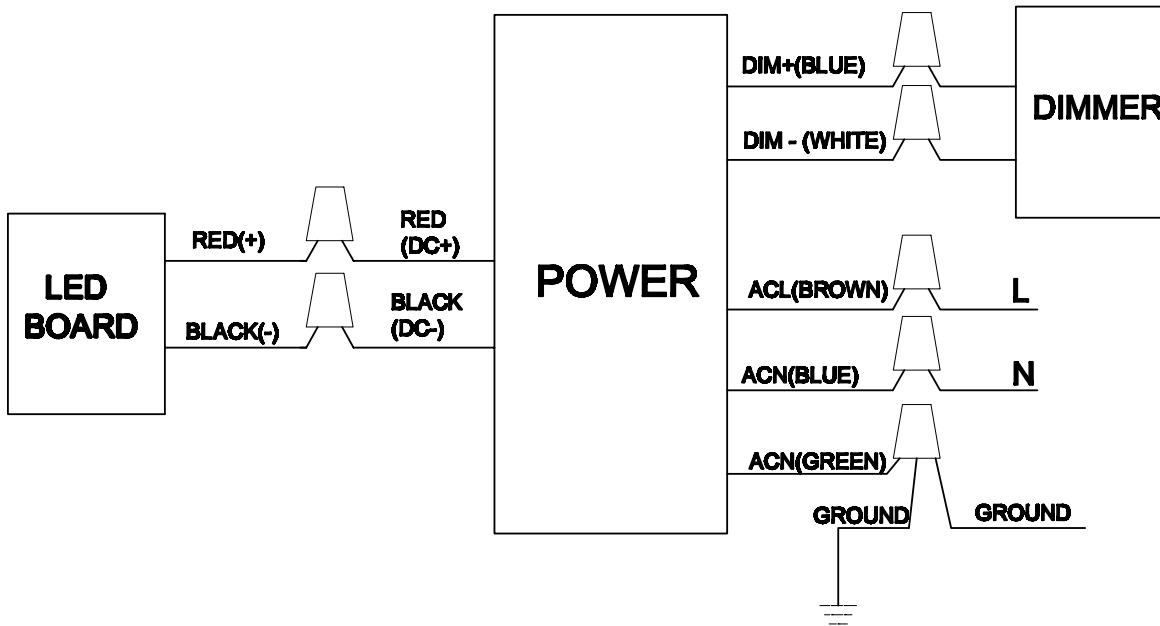 DIM+(BLUE)
DIMMER
DIM - (WHITE)
RED(+)
RED
(DC+)
LED
BOARD
POWER
BLACK(-)
BLACK
(DC-)
ACL(BROWN)
L
ACN(BLUE)
N
ACN(GREEN)
GROUND
GROUND